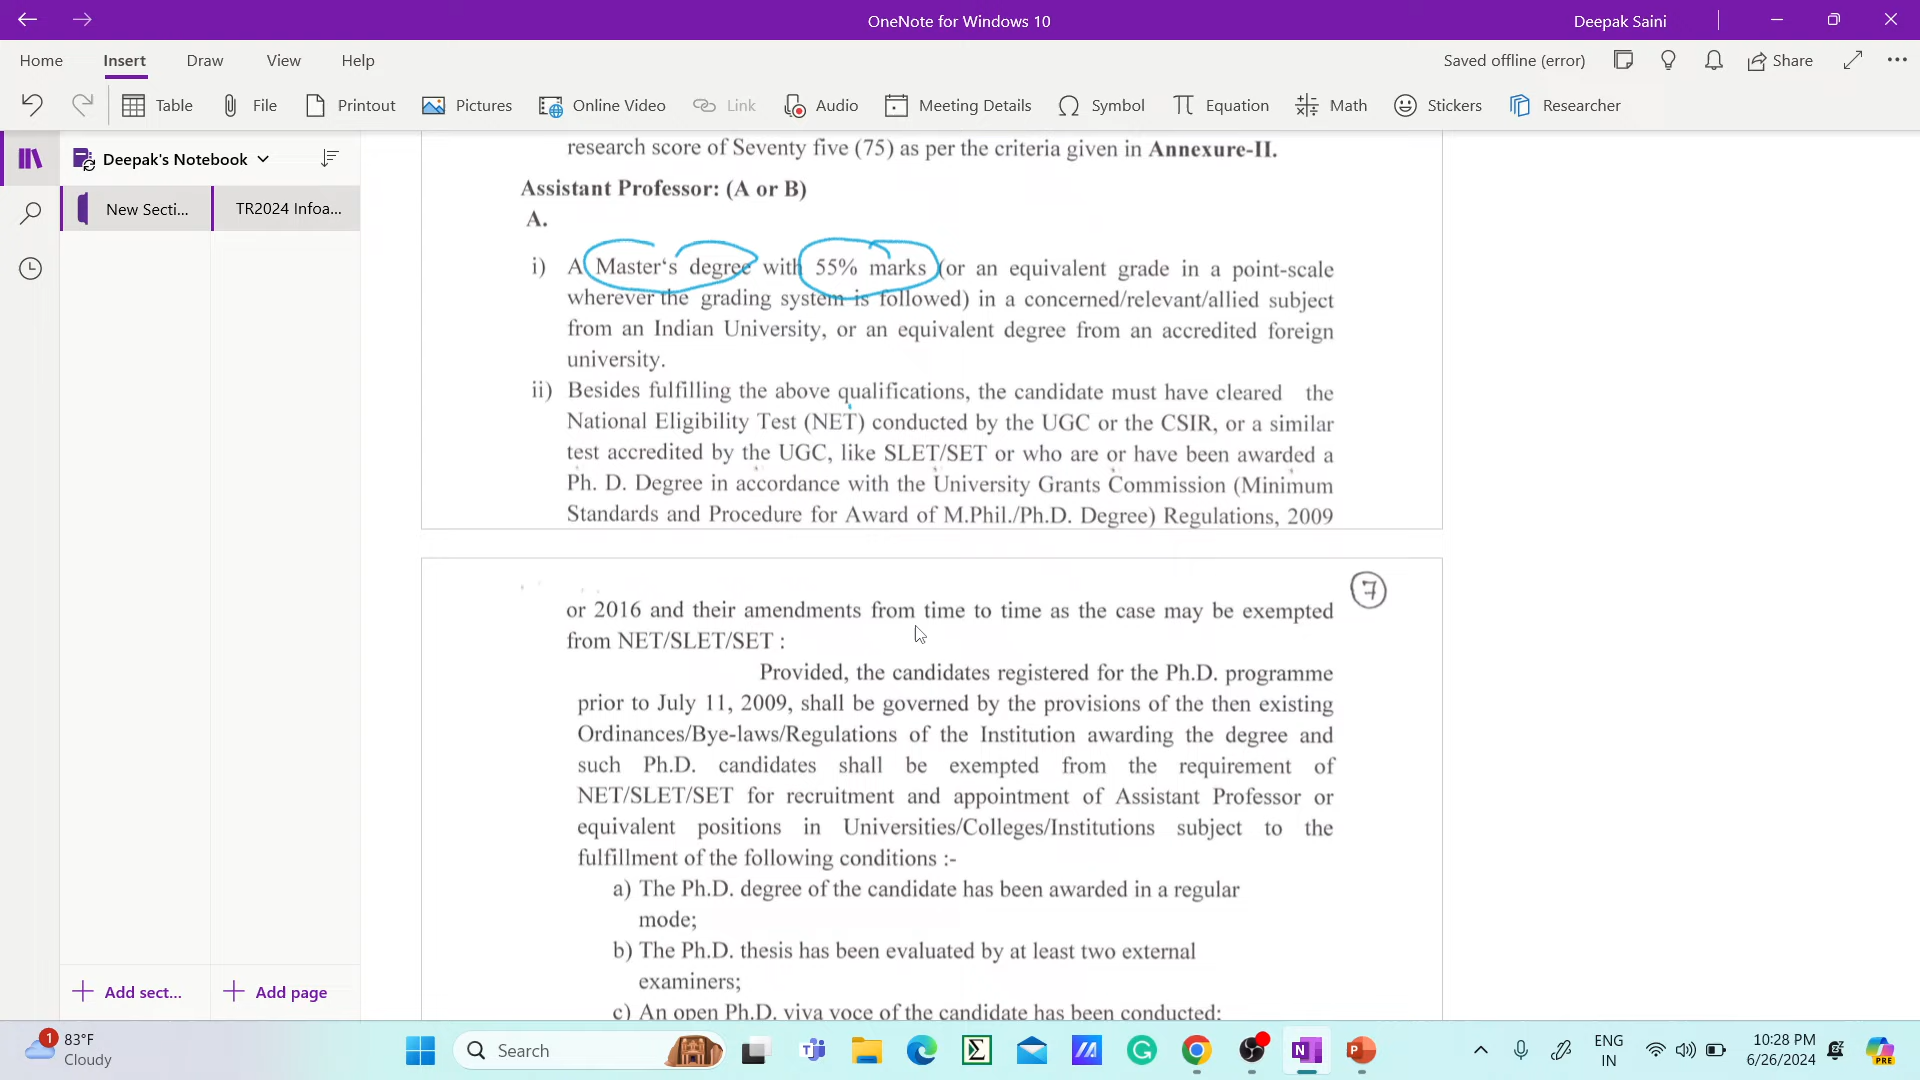 OneNote for Windows 10
Deepak Saini
Home
Insert
Draw
View
Help
Saved offline (error)
Share
Table
File
Printout
Pictures
Online Video
Link
Audio
Meeting Details
Symbol
Equation
Math
Stickers
Researcher
Deepak's Notebook
New Secti...
TR2024 Infoa...
research score of Seventy five (75) as per the criteria given in Annexure-II.
Assistant Professor: (A or B)
A.
i) A Master‘s degree with 55% marks (or an equivalent grade in a point-scale
wherever the grading system is followed) in a concerned/relevant/allied subject
from an Indian University, or an equivalent degree from an accredited foreign
university.
ii) Besides fulfilling the above qualifications, the candidate must have cleared the
National Eligibility Test (NET) conducted by the UGC or the CSIR, or a similar
test accredited by the UGC, like SLET/SET or who are or have been awarded a
Ph. D. Degree in accordance with the University Grants Commission (Minimum
Standards and Procedure for Award of M.Phil./Ph.D. Degree) Regulations, 2009
7
or 2016 and their amendments from time to time as the case may be exempted
from NET/SLET/SET :
Provided, the candidates registered for the Ph.D. programme
prior to July 11, 2009, shall be governed by the provisions of the then existing
Ordinances/Bye-laws/Regulations of the Institution awarding the degree and
such Ph.D. candidates shall be exempted from the requirement of
NET/SLET/SET for recruitment and appointment of Assistant Professor or
equivalent positions in Universities/Colleges/Institutions subject to the
fulfillment of the following conditions :-
a) The Ph.D. degree of the candidate has been awarded in a regular
mode;
b) The Ph.D. thesis has been evaluated by at least two external
examiners;
c) An open Ph.D. viva voce of the candidate has been conducted;
Add sect...
Add page
1
83°F
Cloudy
Search
ENG
IN
10:28 PM
6/26/2024
PRE